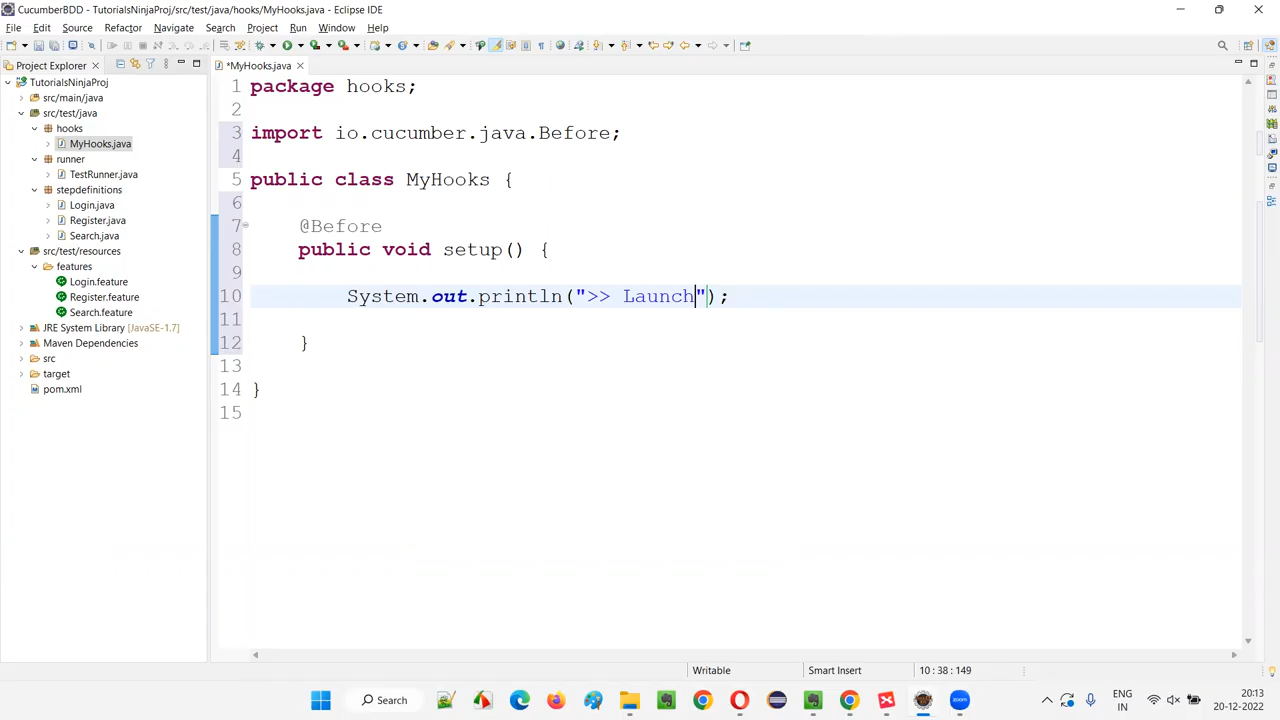 CucumberBDD - TutorialsNinjaProj/src/test/java/hooks/MyHooks.java - Eclipse IDE
File Edit Source Refactor Navigate Search Project Run Window Help
Project Explorer
*MyHooks.java
TutorialsNinjaProj
src/main/java
src/test/java
hooks
MyHooks.java
runner
TestRunner.java
stepdefinitions
Login.java
Register.java
Search.java
src/test/resources
features
Login.feature
Register.feature
Search.feature
JRE System Library [JavaSE-1.7]
Maven Dependencies
src
target
pom.xml
1 package hooks;
2
3 import io.cucumber.java.Before;
4
5 public class MyHooks {
6
7 @Before
8 public void setup() {
9
10 System.out.println(">> Launch");
11
12 }
13
14 }
15
Writable Smart Insert 10 : 38 : 149
Search
ENG
IN
20:13
20-12-2022